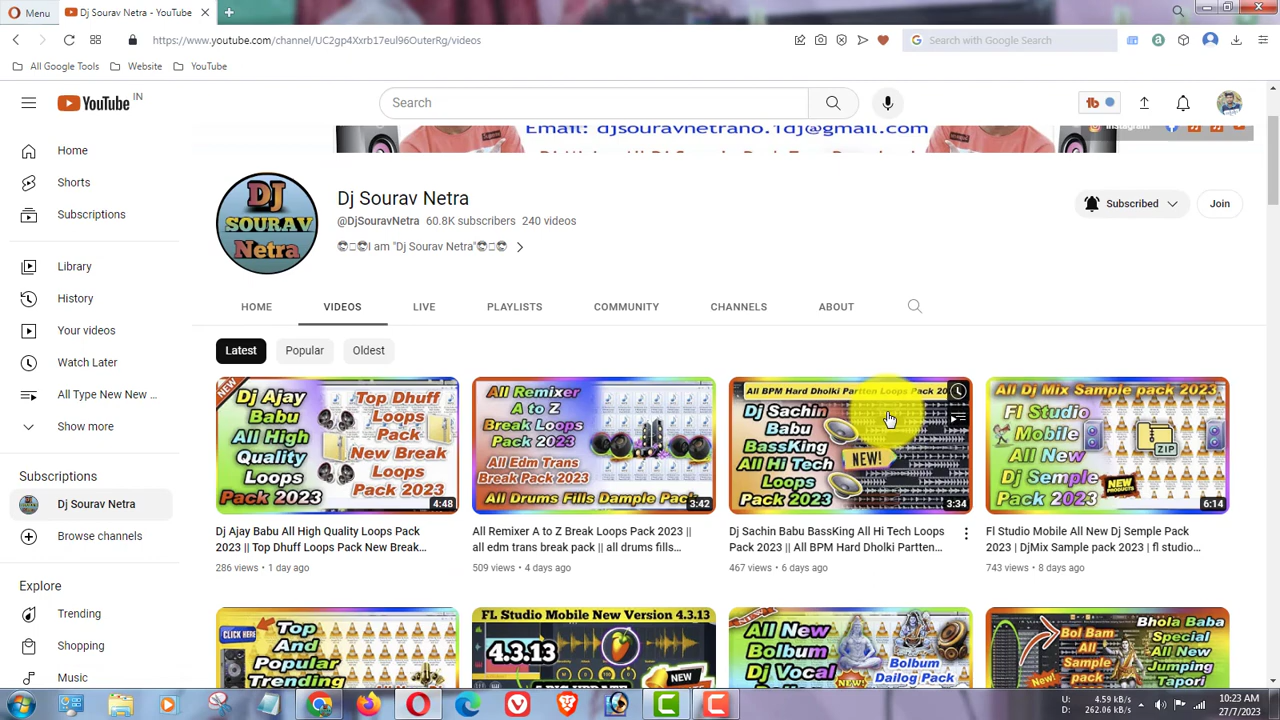 Menu
Dj Sourav Netra - YouTube
https://www.youtube.com/channel/UC2gp4Xxrb17euI96OuterRg/videos
Search with Google Search
All Google Tools
Website
YouTube
YouTube IN
Search
Email: djsouravnetrano.1dj@gmail.com
Instagram
Home
Shorts
Subscriptions
Library
History
Your videos
Watch Later
All Type New New ...
Show more
Subscriptions
Dj Sourav Netra
Browse channels
Explore
Trending
Shopping
Music
DJ
SOURAV
Netra
Dj Sourav Netra
@DjSouravNetra 60.8K subscribers 240 videos
I am "Dj Sourav Netra"
Subscribed
Join
HOME
VIDEOS
LIVE
PLAYLISTS
COMMUNITY
CHANNELS
ABOUT
Latest
Popular
Oldest
NEW
Dj Ajay
Babu
All High
Quality
Loops
Pack 2023
Top Dhuff
Loops
Pack
New Break
Loops
Pack 2023
4:48
Dj Ajay Babu All High Quality Loops Pack
2023 || Top Dhuff Loops Pack New Break...
286 views • 1 day ago
All Remixer
A to Z
Break Loops
Pack 2023
All Edm Trans
Break Pack 2023
All Drums Fills Dample Pack
3:42
All Remixer A to Z Break Loops Pack 2023 ||
all edm trans break pack || all drums fills...
509 views • 4 days ago
All BPM Hard Dholki Partten Loops Pack 20
Dj Sachin
Babu
BassKing
All Hi Tech
Loops
Pack 2023
NEW!
3:34
Dj Sachin Babu BassKing All Hi Tech Loops
Pack 2023 || All BPM Hard Dholki Partten...
467 views • 6 days ago
All Dj Mix Sample pack 2023
Fl Studio
Mobile
All New
Dj Semple
Pack 2023
ZIP
NEW
PRODUCTS
6:14
Fl Studio Mobile All New Dj Semple Pack
2023 | DjMix Sample pack 2023 | fl studio...
743 views • 8 days ago
CLICK HERE
Top
And
Popular
Trending
FL Studio Mobile New Version 4.3.13
4.3.13
NEW
All New
Bolbum
Dj Vocal
NEW!
Bolbum
Dailog Pack
Bol Bam
All
Sample
pack
New!
Bhola Baba
Special
All New
Jumping
Tapori
U: 4.59 kB/s
D: 262.06 kB/s
10:23 AM
27/7/2023